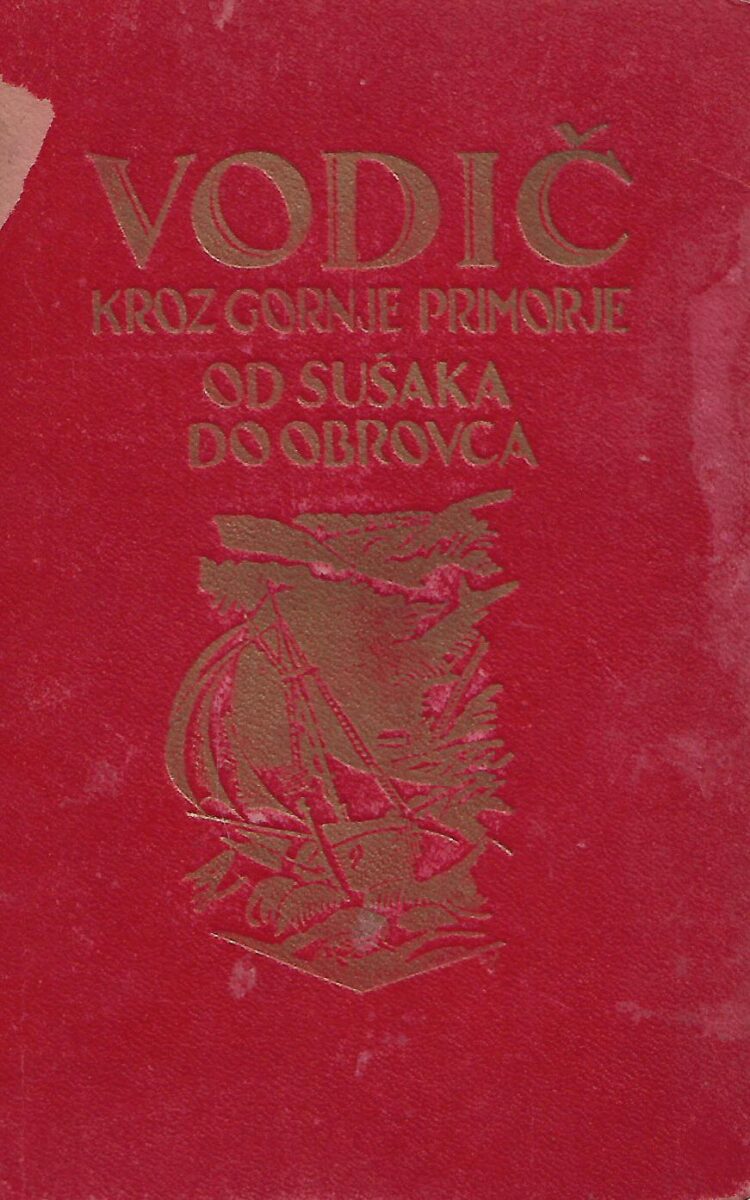 VODIČ
KROZ GORNJE PRIMORJE
OD SUŠAKA
DO OBROVCA